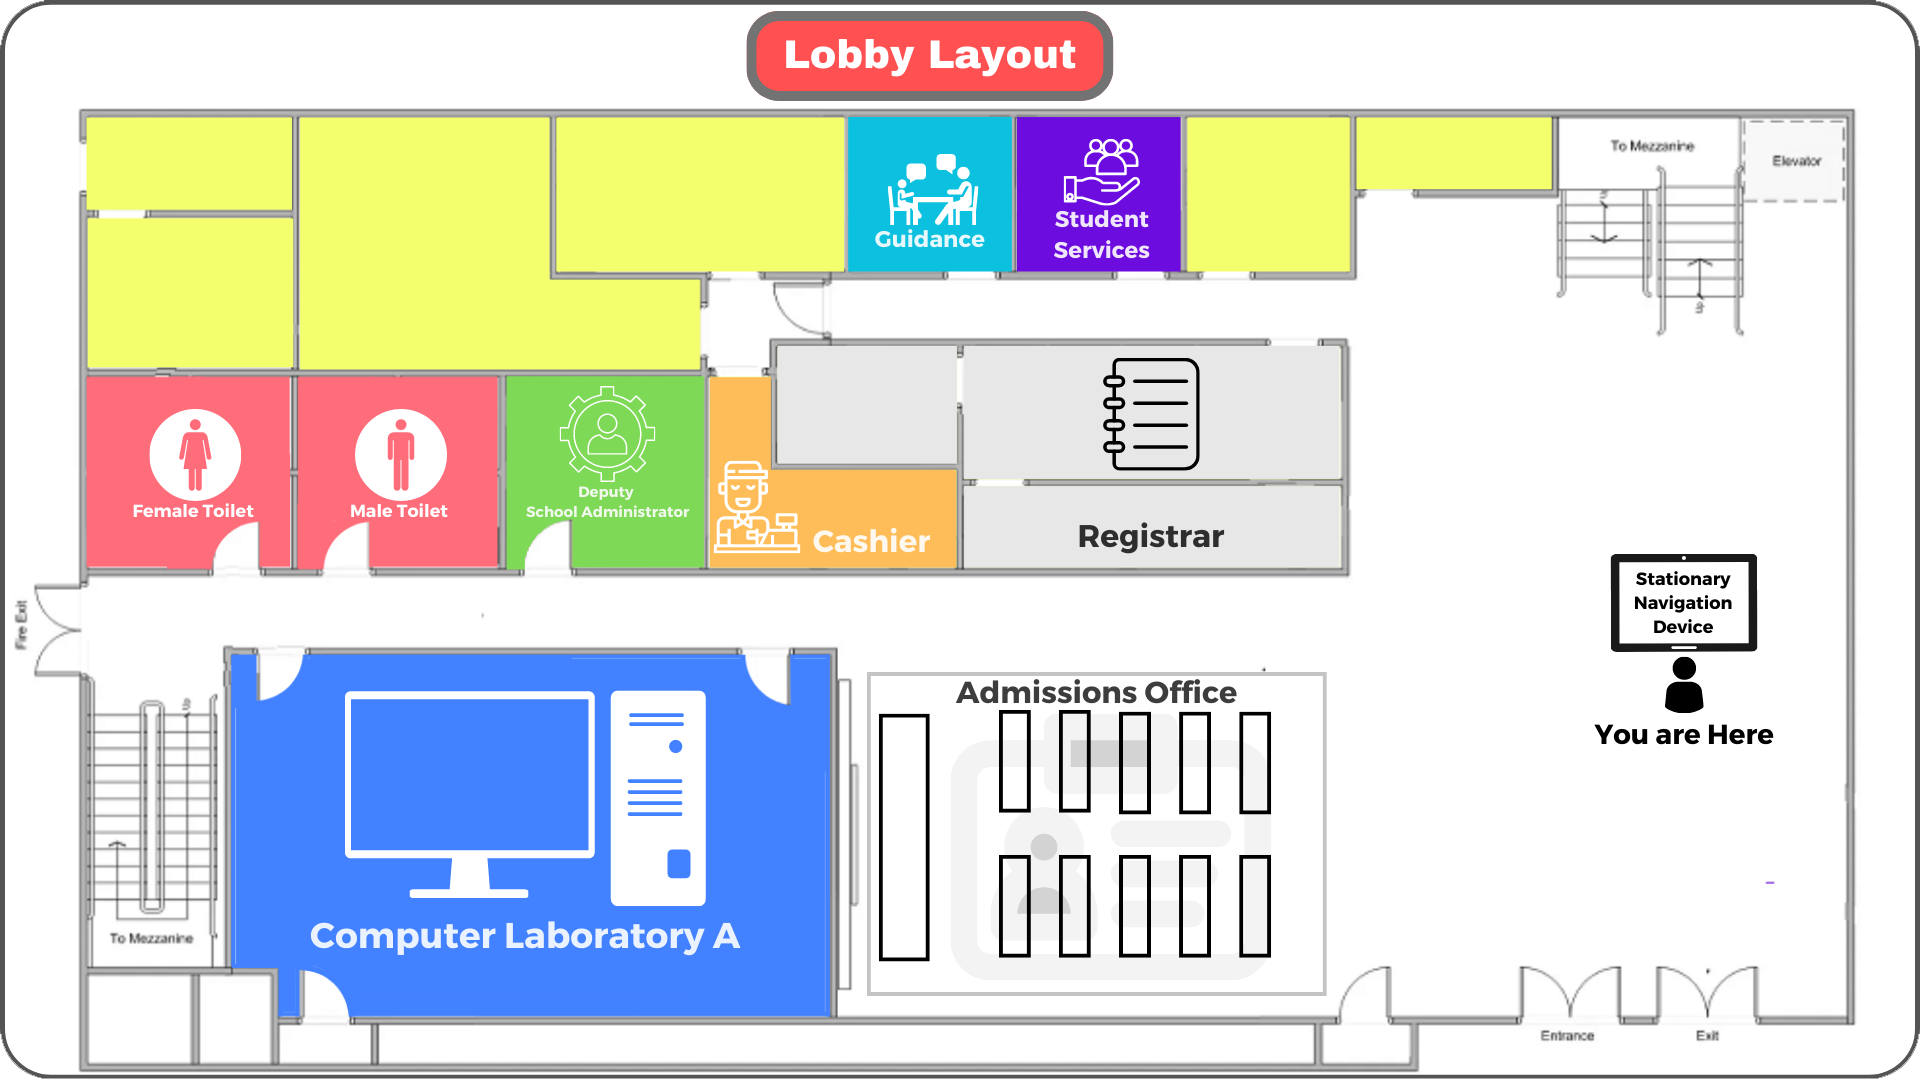 Lobby Layout
To Mezzanine
Elevator
Guidance
Student
Services
Up
Up
Female Toilet
Male Toilet
Deputy
School Administrator
Cashier
Registrar
Fire Exit
Stationary
Navigation
Device
You are Here
Admissions Office
Up
Computer Laboratory A
To Mezzanine
Entrance
Exit